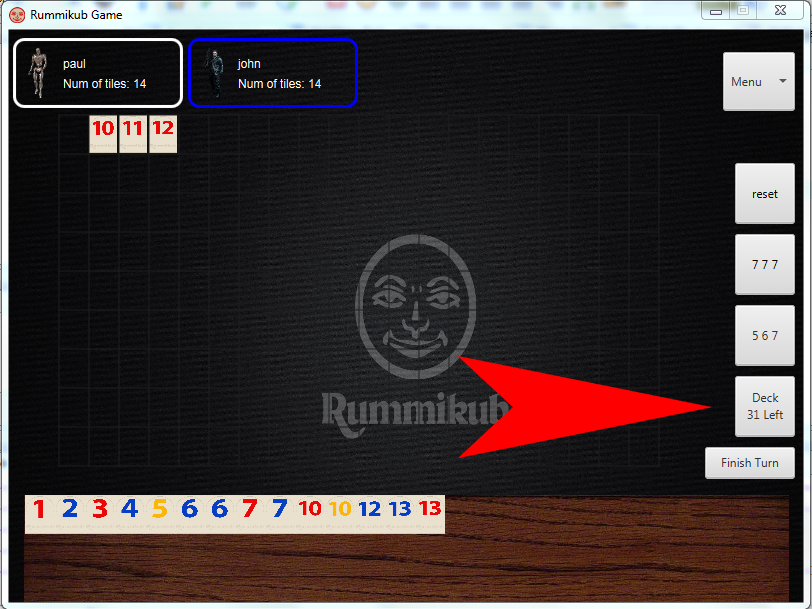 Rummikub Game
paul
Num of tiles: 14
john
Num of tiles: 14
Menu
10 11 12
reset
7 7 7
5 6 7
Deck
31 Left
Rummikub
Finish Turn
1 2 3 4 5 6 6 7 7 10 10 12 13 13